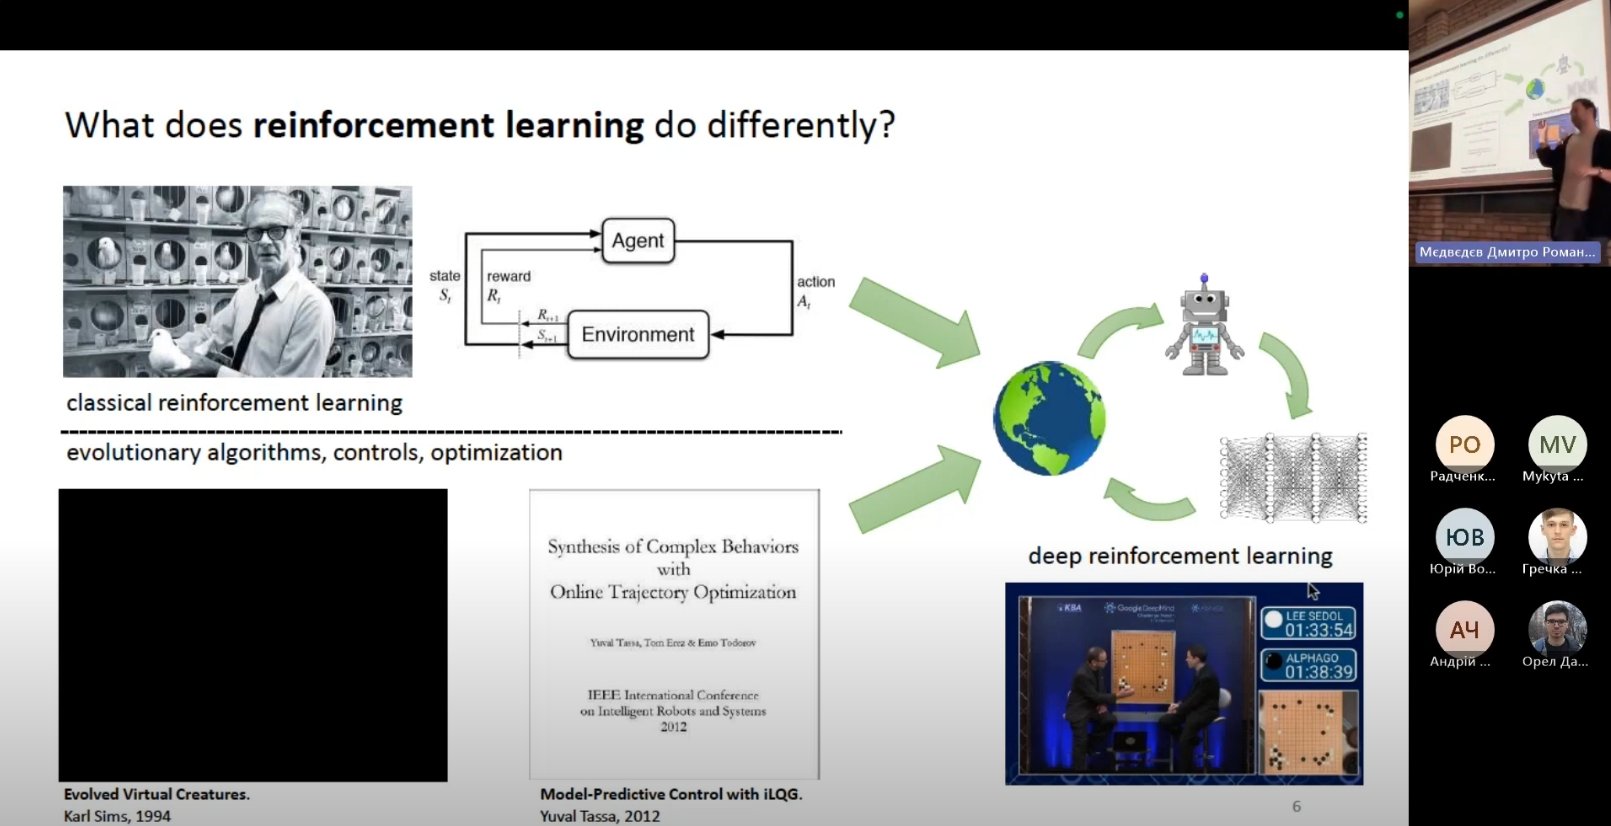 What does reinforcement learning do differently?
Agent
state
S_t
reward
R_t
action
A_t
R_{t+1}
S_{t+1}
Environment
classical reinforcement learning
evolutionary algorithms, controls, optimization
Synthesis of Complex Behaviors
with
Online Trajectory Optimization
Yuval Tassa, Tom Erez & Emo Todorov
IEEE International Conference
on Intelligent Robots and Systems
2012
Evolved Virtual Creatures.
Karl Sims, 1994
Model-Predictive Control with iLQG.
Yuval Tassa, 2012
deep reinforcement learning
KBA
Google DeepMind
LEE SEDOL
01:33:54
ALPHAGO
01:38:39
6
Мєдвєдєв Дмитро Роман...
РО
Радченк...
MV
Mykyta ...
ЮВ
Юрій Во...
Гречка ...
АЧ
Андрій ...
Орел Да...